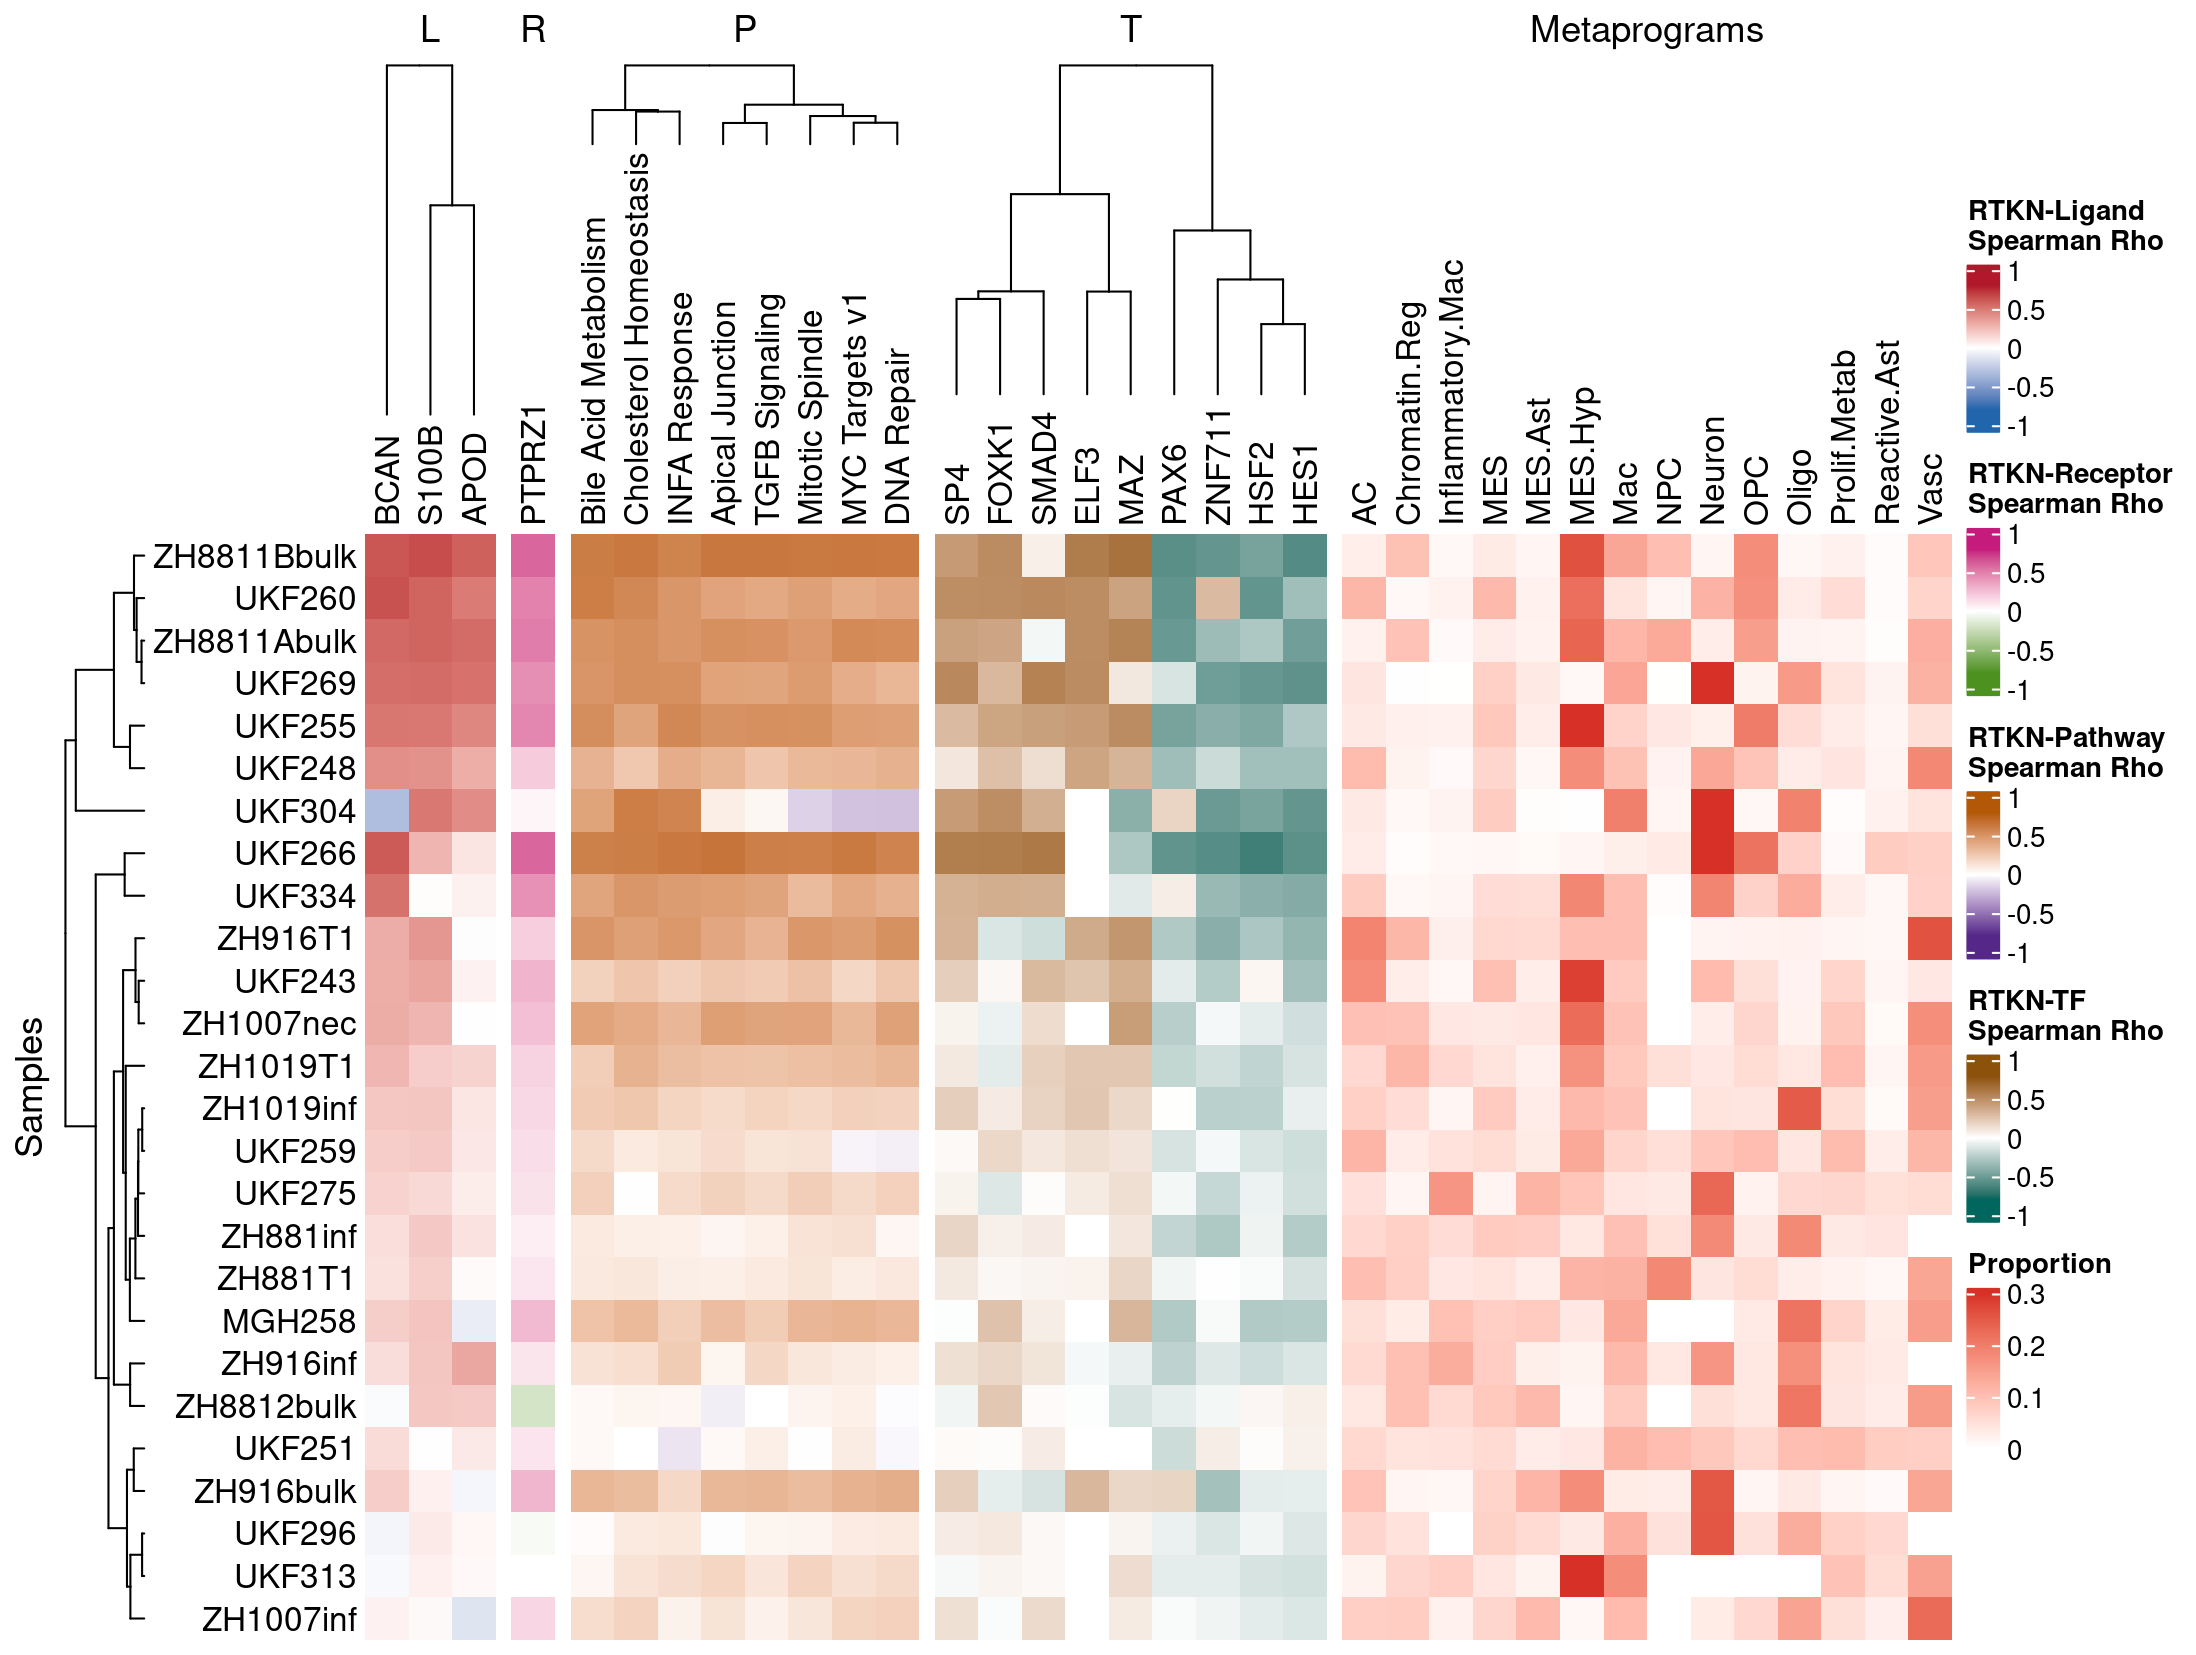 L R P T Metaprograms
BCAN
S100B
APOD
PTPRZ1
Bile Acid Metabolism
Cholesterol Homeostasis
INFA Response
Apical Junction
TGFB Signaling
Mitotic Spindle
MYC Targets v1
DNA Repair
SP4
FOXK1
SMAD4
ELF3
MAZ
PAX6
ZNF711
HSF2
HES1
AC
Chromatin.Reg
Inflammatory.Mac
MES
MES.Ast
MES.Hyp
Mac
NPC
Neuron
OPC
Oligo
Prolif.Metab
Reactive.Ast
Vasc
Samples
ZH8811Bbulk
UKF260
ZH8811Abulk
UKF269
UKF255
UKF248
UKF304
UKF266
UKF334
ZH916T1
UKF243
ZH1007nec
ZH1019T1
ZH1019inf
UKF259
UKF275
ZH881inf
ZH881T1
MGH258
ZH916inf
ZH8812bulk
UKF251
ZH916bulk
UKF296
UKF313
ZH1007inf
RTKN-Ligand
Spearman Rho
1
0.5
0
-0.5
-1
RTKN-Receptor
Spearman Rho
1
0.5
0
-0.5
-1
RTKN-Pathway
Spearman Rho
1
0.5
0
-0.5
-1
RTKN-TF
Spearman Rho
1
0.5
0
-0.5
-1
Proportion
0.3
0.2
0.1
0